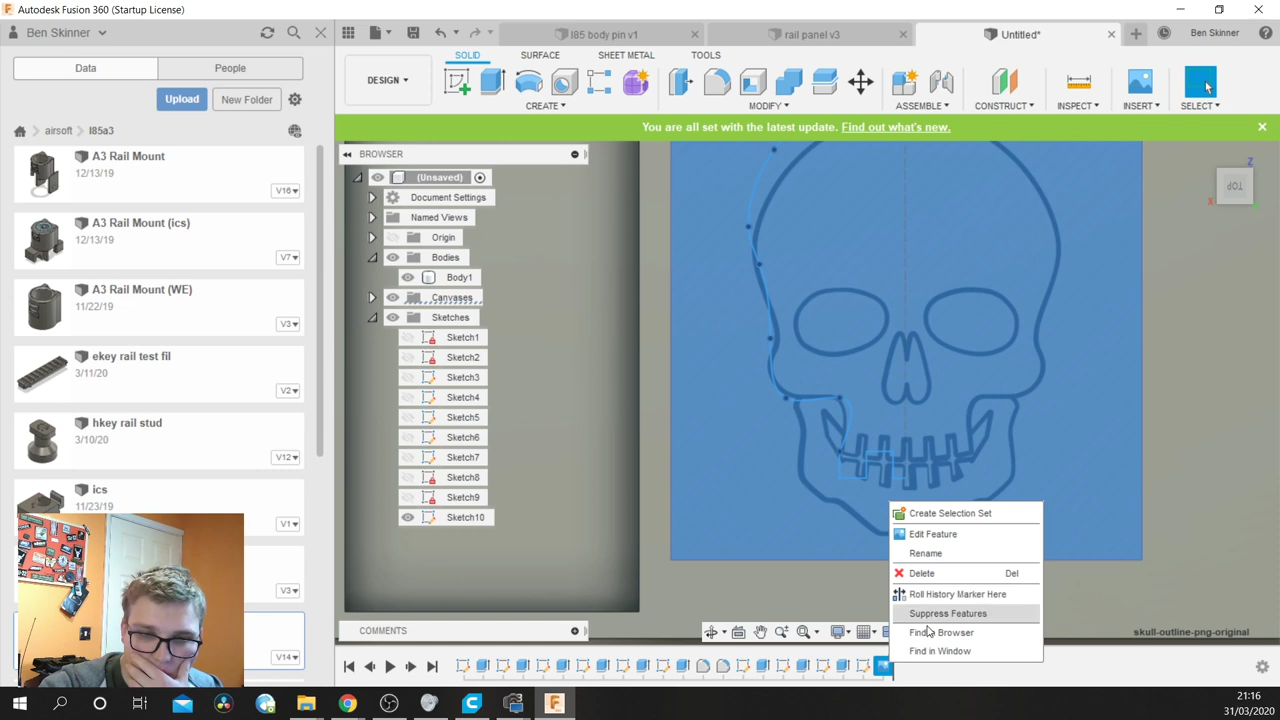 Autodesk Fusion 360 (Startup License)
Ben Skinner
I85 body pin v1
rail panel v3
Untitled*
Ben Skinner
Data
People
SOLID
SURFACE
SHEET METAL
TOOLS
DESIGN
Upload
New Folder
CREATE
MODIFY
ASSEMBLE
CONSTRUCT
INSPECT
INSERT
SELECT
airsoft
l85a3
You are all set with the latest update. Find out what's new.
BROWSER
A3 Rail Mount
12/13/19
V16
A3 Rail Mount (ics)
12/13/19
V7
A3 Rail Mount (WE)
11/22/19
V3
ekey rail test fil
3/11/20
V2
hkey rail stud
3/10/20
V12
ics
11/23/19
V1
V3
V14
(Unsaved)
Document Settings
Named Views
Origin
Bodies
Body1
Canvases
Sketches
Sketch1
Sketch2
Sketch3
Sketch4
Sketch5
Sketch6
Sketch7
Sketch8
Sketch9
Sketch10
TOP
Z
X
Create Selection Set
Edit Feature
Rename
Delete Del
Roll History Marker Here
Suppress Features
Find in Browser
Find in Window
COMMENTS
skull-outline-png-original
21:16
31/03/2020